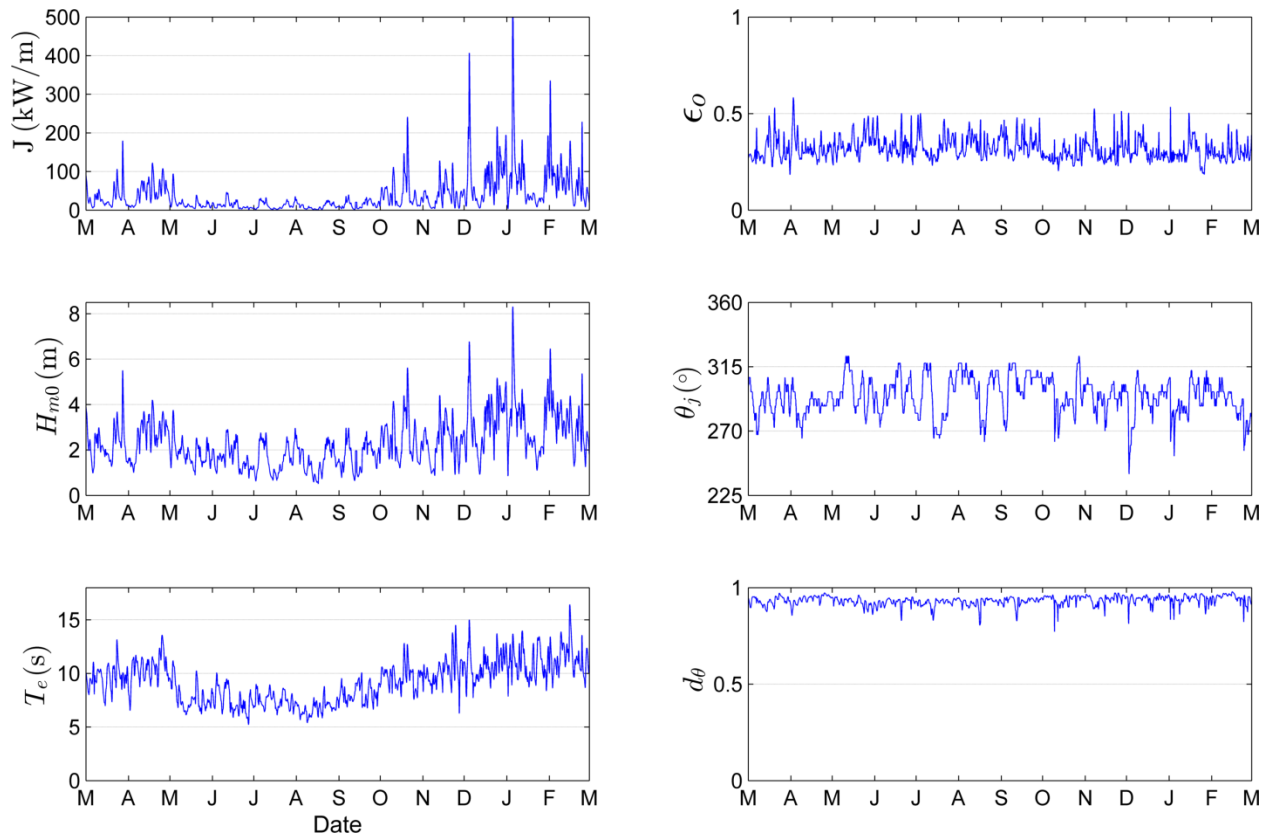 J (kW/m)
500
400
300
200
100
0
M A M J J A S O N D J F M
ϵ_O
1
0.5
0
M A M J J A S O N D J F M
H_{m0} (m)
8
6
4
2
0
M A M J J A S O N D J F M
θ_j (°)
360
315
270
225
M A M J J A S O N D J F M
T_e (s)
15
10
5
0
M A M J J A S O N D J F M
Date
d_θ
1
0.5
0
M A M J J A S O N D J F M